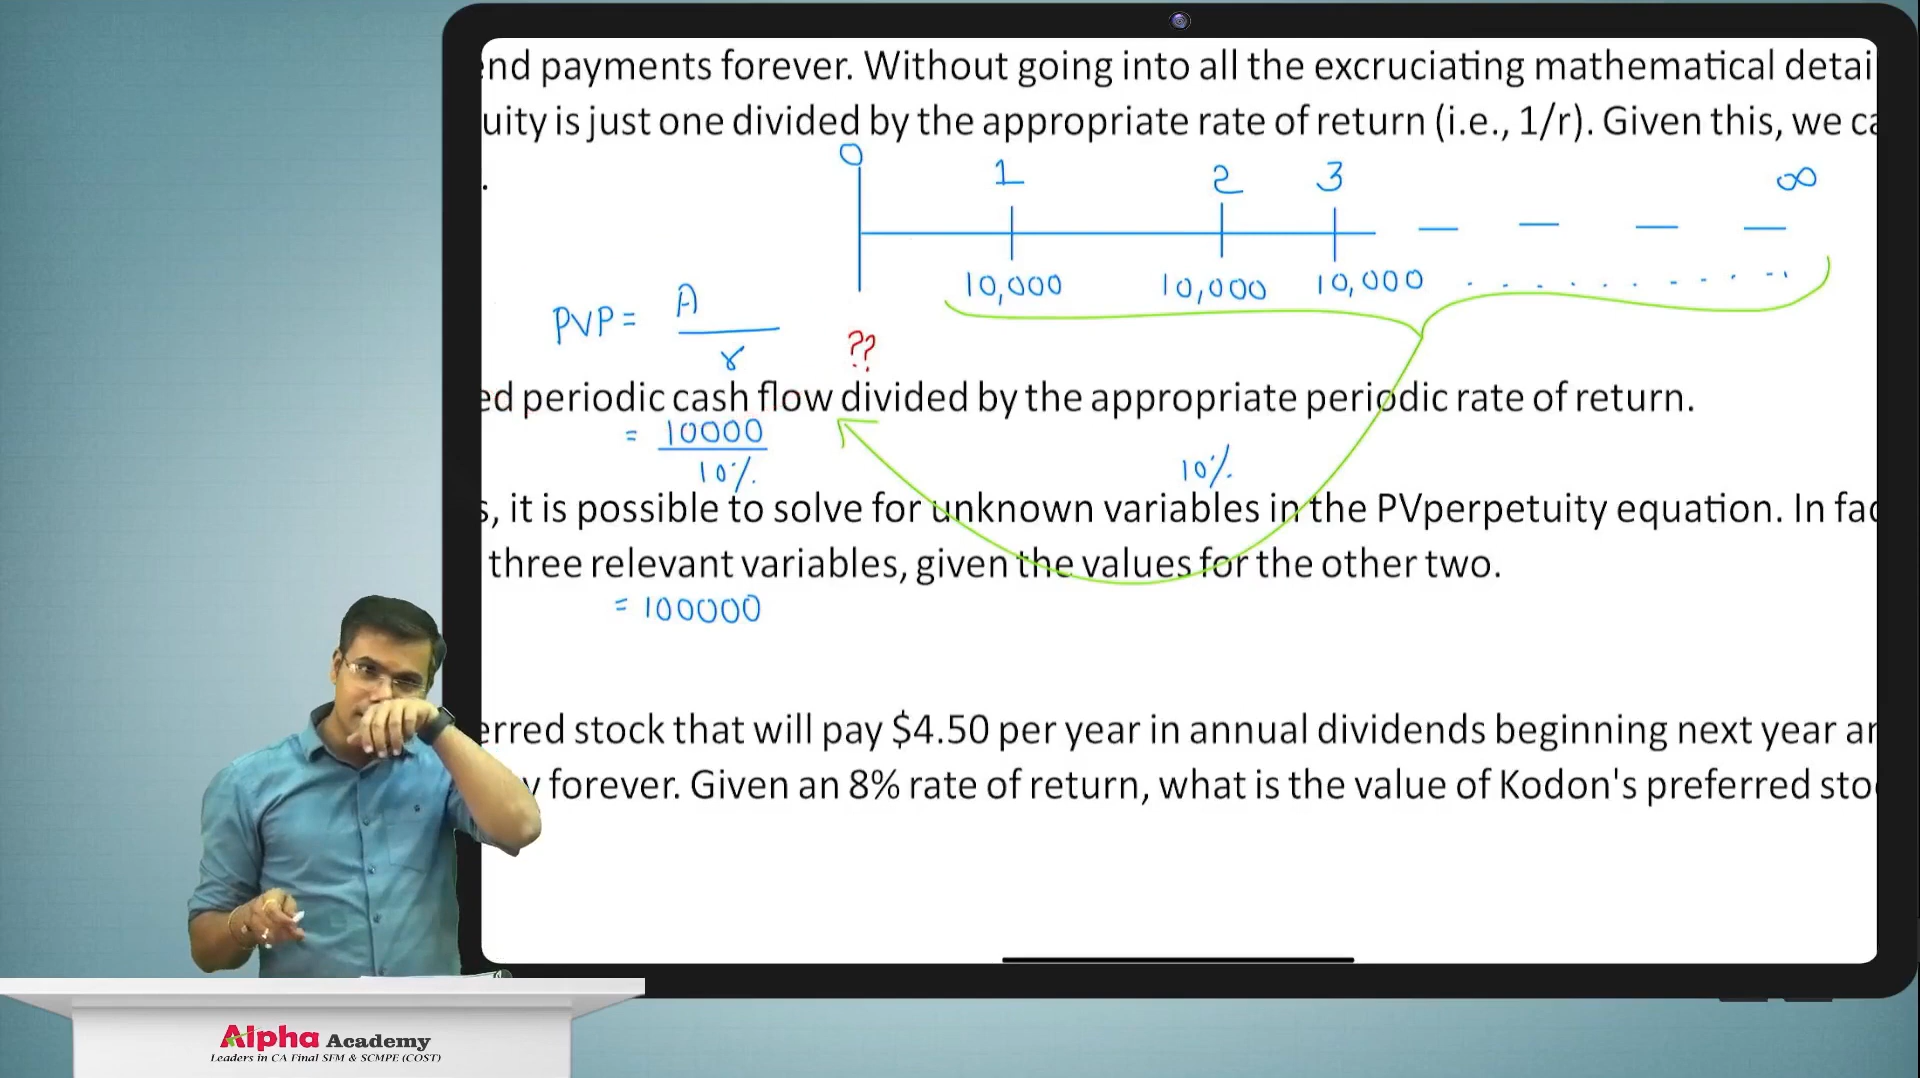 end payments forever. Without going into all the excruciating mathematical detai
uity is just one divided by the appropriate rate of return (i.e., 1/r). Given this, we ca
.
0 1 2 3 ∞
10,000 10,000 10,000 . . . . . . . . . .
PVP = A
r
??
ed periodic cash flow divided by the appropriate periodic rate of return.
= 10000
10%
10%
s, it is possible to solve for unknown variables in the PVperpetuity equation. In fac
three relevant variables, given the values for the other two.
= 100000
erred stock that will pay $4.50 per year in annual dividends beginning next year an
y forever. Given an 8% rate of return, what is the value of Kodon's preferred sto
Alpha Academy
Leaders in CA Final SFM & SCMPE (COST)